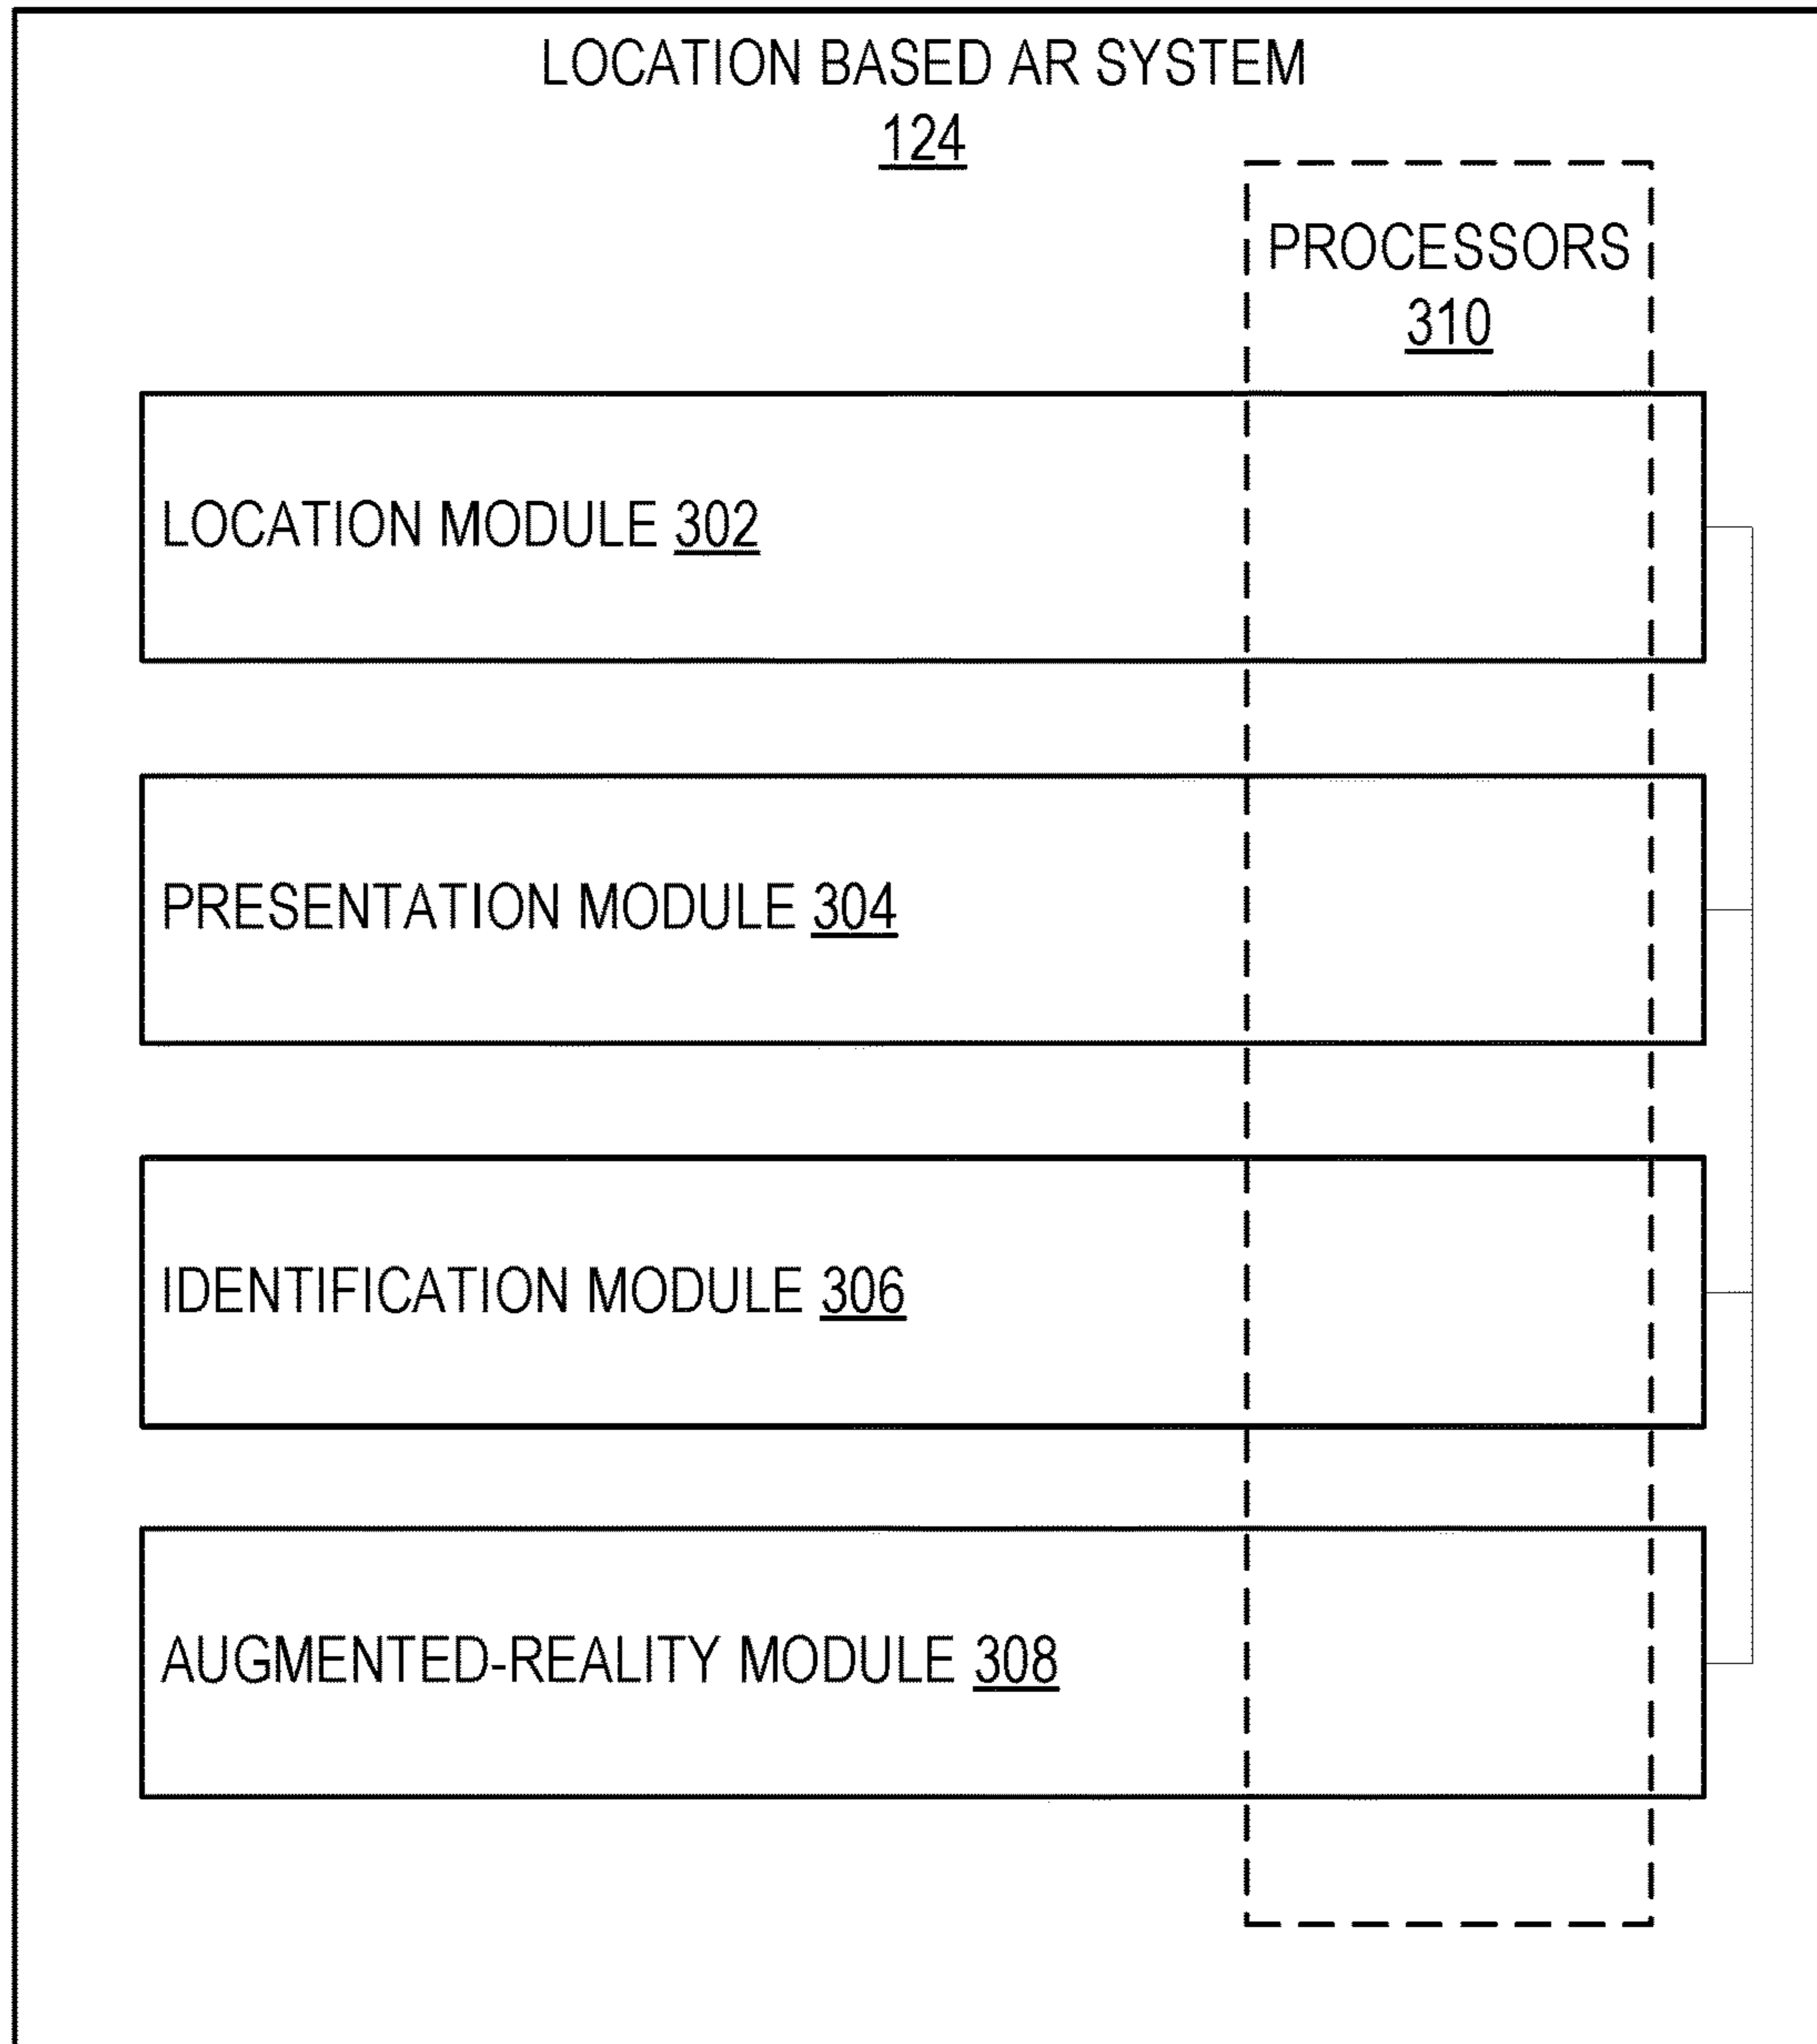 LOCATION BASED AR SYSTEM
124
PROCESSORS
310
LOCATION MODULE 302
PRESENTATION MODULE 304
IDENTIFICATION MODULE 306
AUGMENTED-REALITY MODULE 308